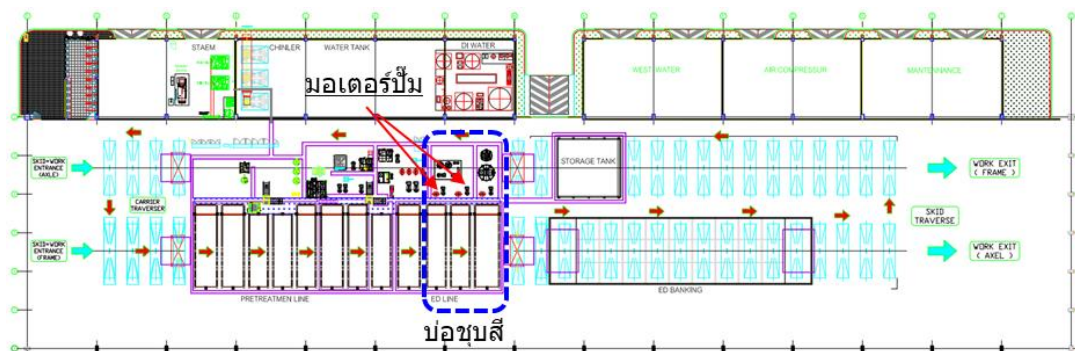 STAEM
CHINLER
WATER TANK
DI WATER
WEST WATER
AIR COMPRESSUR
MANTENNANCE
มอเตอร์ปั๊ม
SKID+WORK
ENTRANCE
(AXLE)
STORAGE TANK
WORK EXIT
( FRAME )
CARRIER
TRAVERSER
SKID
TRAVERSE
SKID+WORK
ENTRANCE
(FRAME)
WORK EXIT
( AXEL )
PRETREATMEN LINE
ED LINE
ED BANKING
บ่อชุบสี